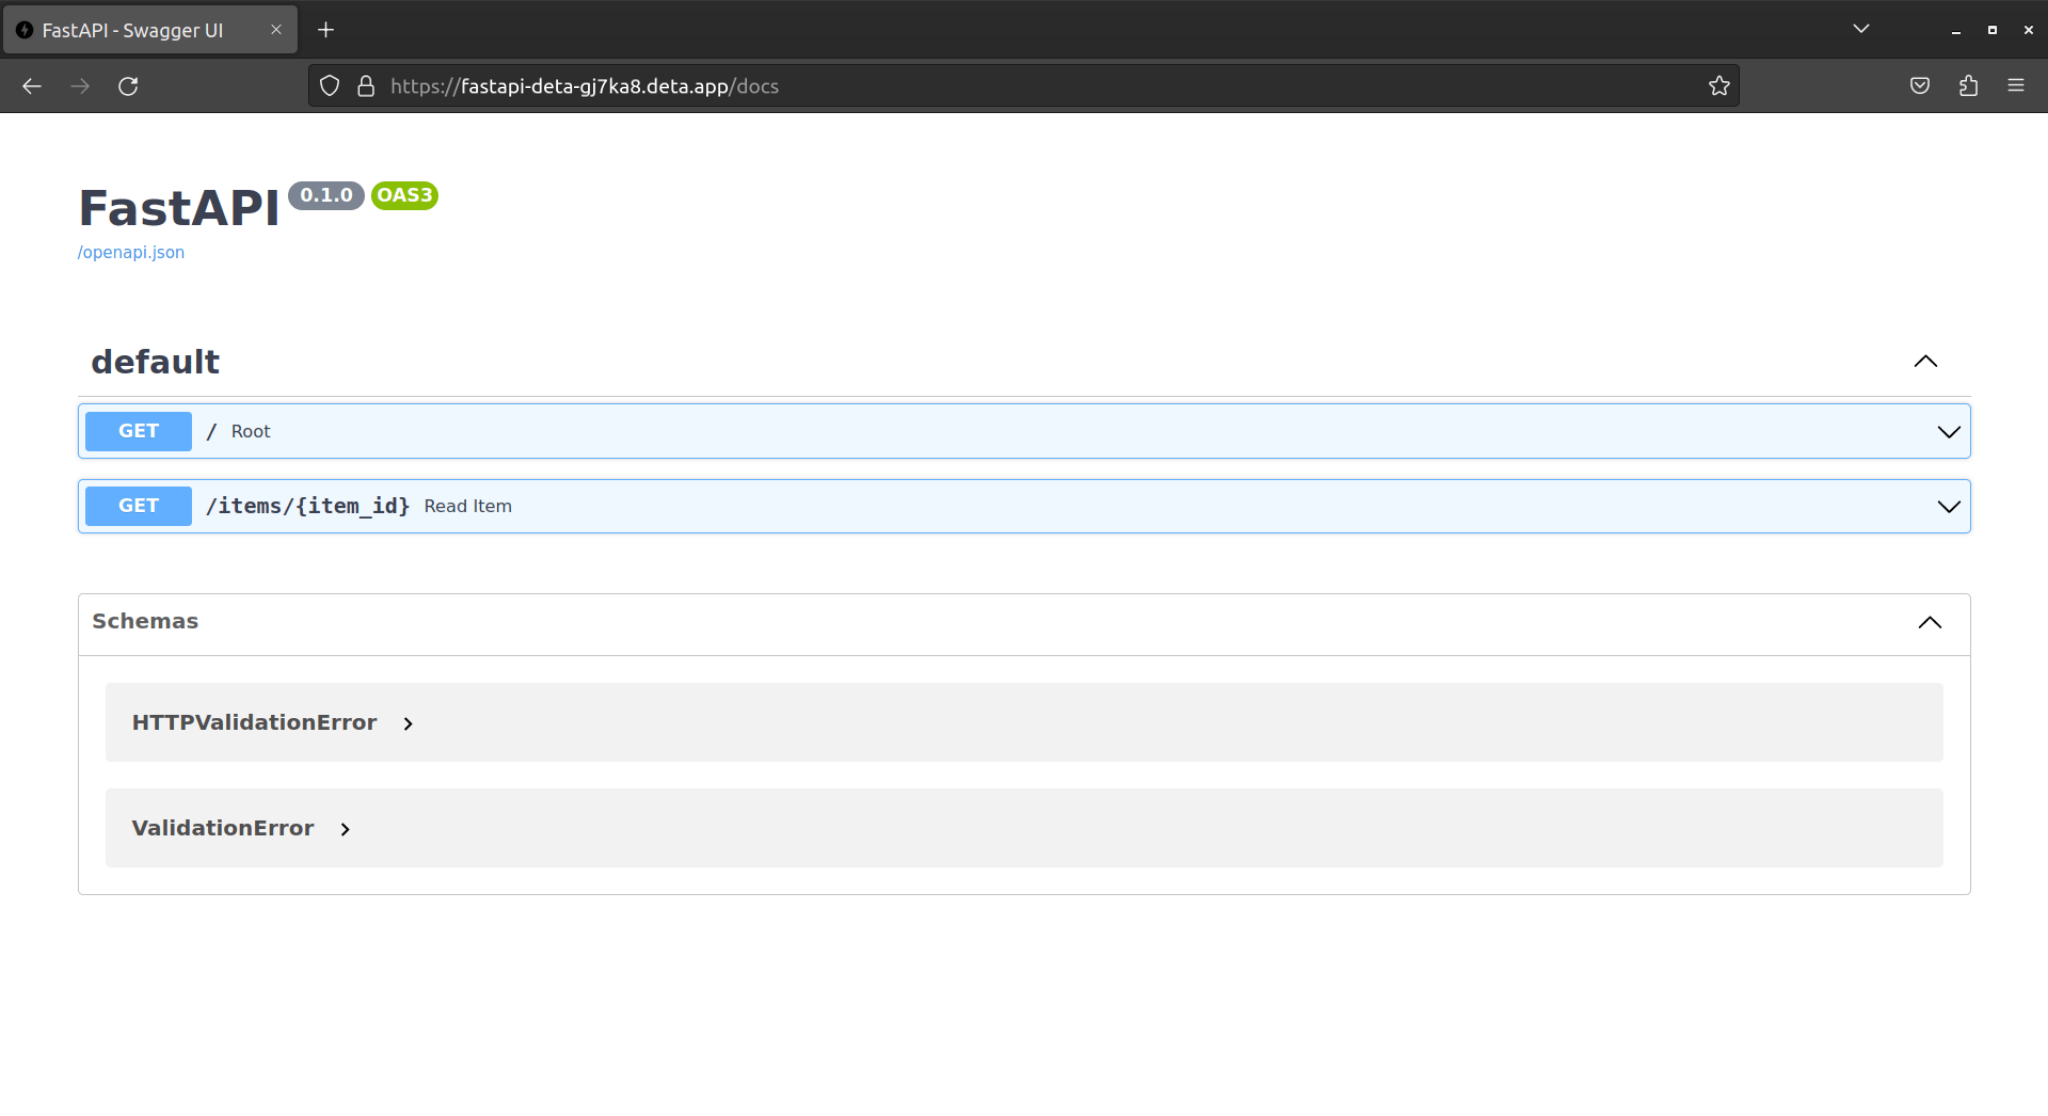 FastAPI - Swagger UI
https://fastapi-deta-gj7ka8.deta.app/docs
FastAPI 0.1.0 OAS3
/openapi.json
default
GET / Root
GET /items/{item_id} Read Item
Schemas
HTTPValidationError
ValidationError